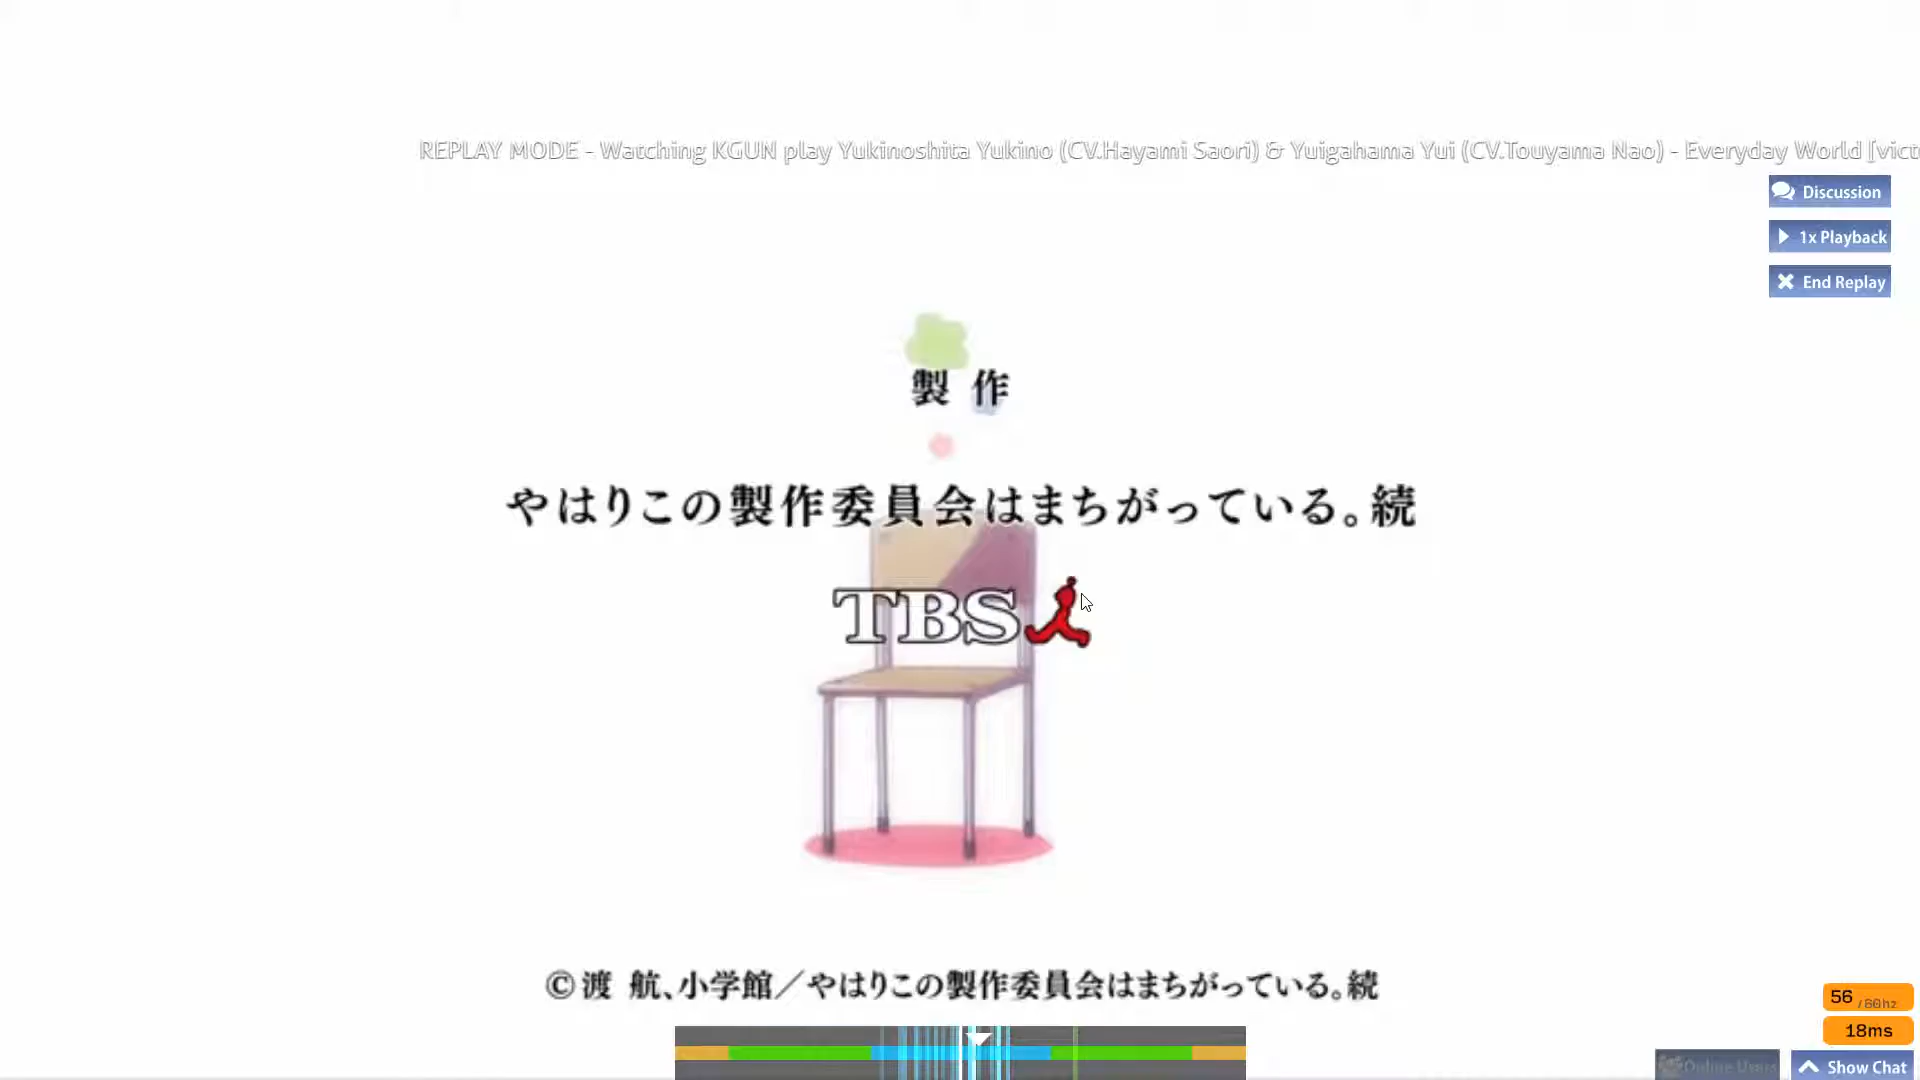 REPLAY MODE - Watching KGUN play Yukinoshita Yukino (CV.Hayami Saori) & Yuigahama Yui (CV.Touyama Nao) - Everyday World [vict
Discussion
1x Playback
End Replay
製作
やはりこの製作委員会はまちがっている。続
TBS
©渡 航、小学館／やはりこの製作委員会はまちがっている。続
56 /60hz
18ms
Online Users
Show Chat